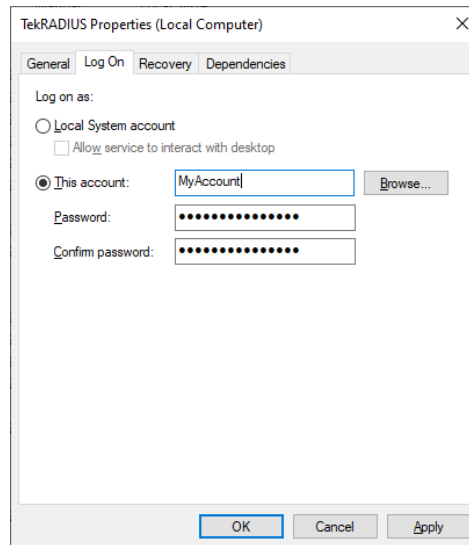 TekRADIUS Properties (Local Computer)
General Log On Recovery Dependencies
Log on as:
Local System account
Allow service to interact with desktop
This account: MyAccount Browse...
Password: •••••••••••••••
Confirm password: •••••••••••••••
OK Cancel Apply